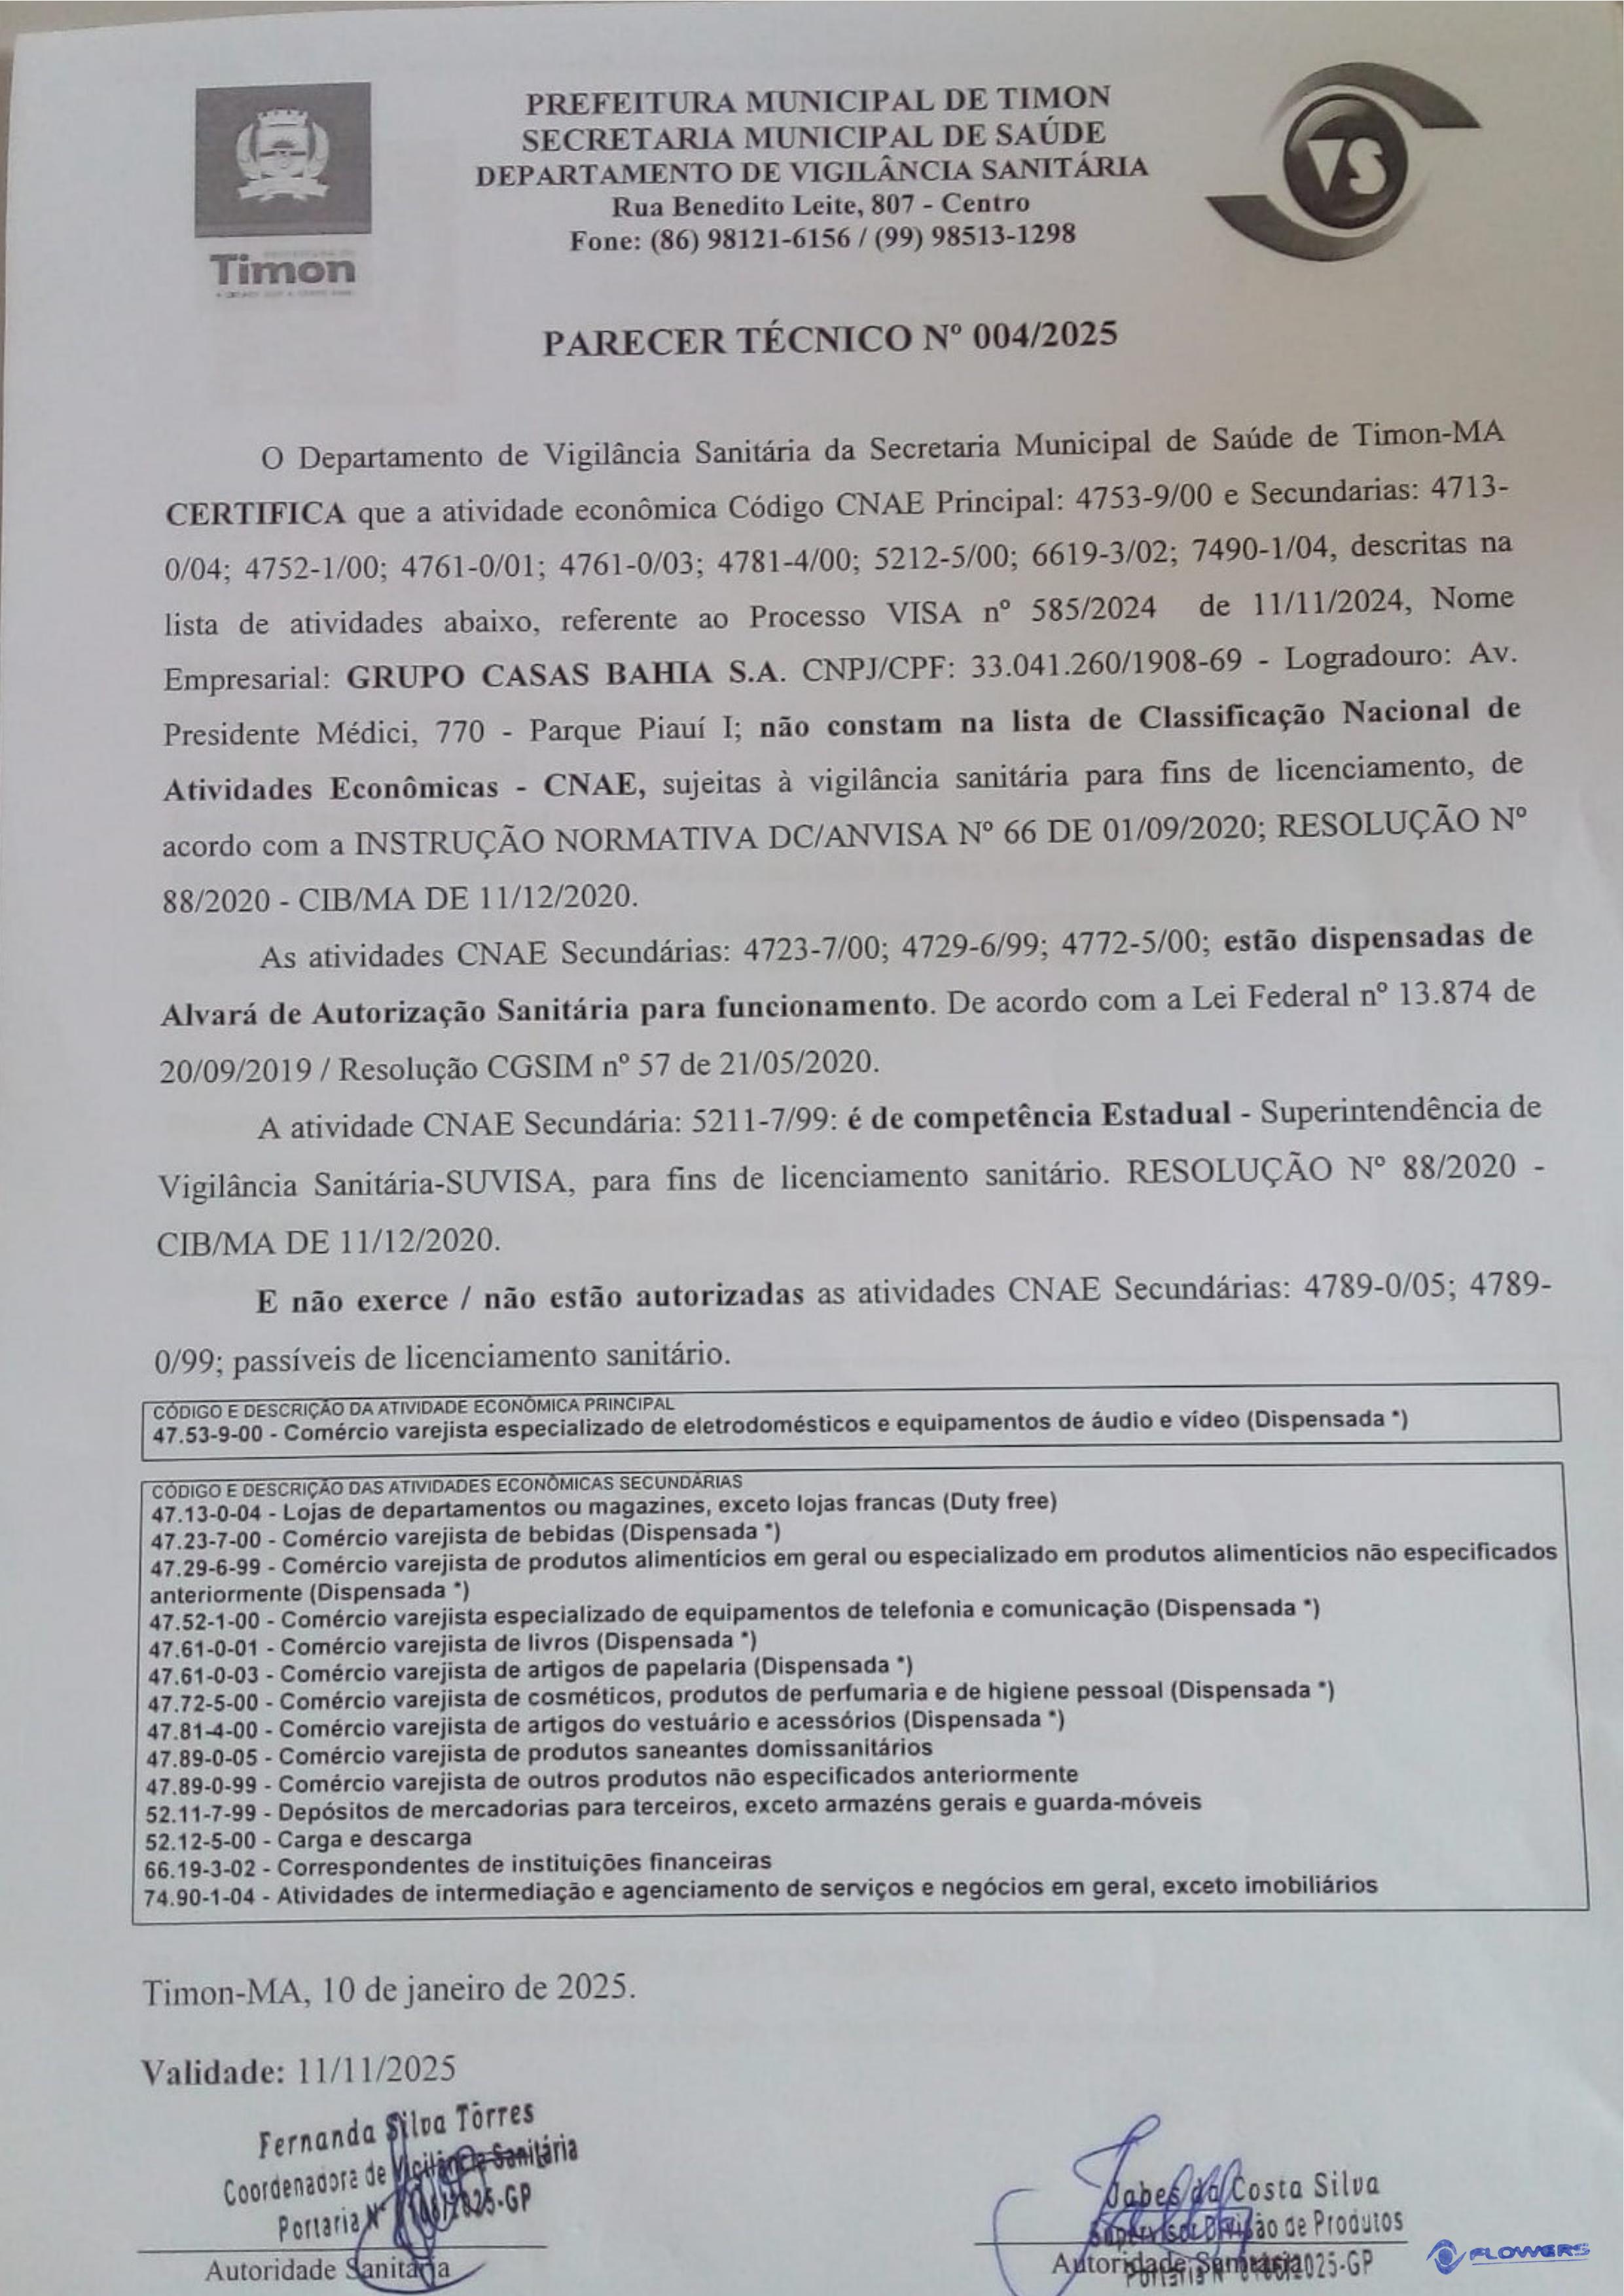 PREFEITURA MUNICIPAL DE TIMON
SECRETARIA MUNICIPAL DE SAÚDE
DEPARTAMENTO DE VIGILÂNCIA SANITÁRIA
Rua Benedito Leite, 807 - Centro
Fone: (86) 98121-6156 / (99) 98513-1298
Timon
VS
PARECER TÉCNICO Nº 004/2025
O Departamento de Vigilância Sanitária da Secretaria Municipal de Saúde de Timon-MA
CERTIFICA que a atividade econômica Código CNAE Principal: 4753-9/00 e Secundarias: 4713-
0/04; 4752-1/00; 4761-0/01; 4761-0/03; 4781-4/00; 5212-5/00; 6619-3/02; 7490-1/04, descritas na
lista de atividades abaixo, referente ao Processo VISA nº 585/2024 de 11/11/2024, Nome
Empresarial: GRUPO CASAS BAHIA S.A. CNPJ/CPF: 33.041.260/1908-69 - Logradouro: Av.
Presidente Médici, 770 - Parque Piauí I; não constam na lista de Classificação Nacional de
Atividades Econômicas - CNAE, sujeitas à vigilância sanitária para fins de licenciamento, de
acordo com a INSTRUÇÃO NORMATIVA DC/ANVISA Nº 66 DE 01/09/2020; RESOLUÇÃO Nº
88/2020 - CIB/MA DE 11/12/2020.
As atividades CNAE Secundárias: 4723-7/00; 4729-6/99; 4772-5/00; estão dispensadas de
Alvará de Autorização Sanitária para funcionamento. De acordo com a Lei Federal nº 13.874 de
20/09/2019 / Resolução CGSIM nº 57 de 21/05/2020.
A atividade CNAE Secundária: 5211-7/99: é de competência Estadual - Superintendência de
Vigilância Sanitária-SUVISA, para fins de licenciamento sanitário. RESOLUÇÃO Nº 88/2020 -
CIB/MA DE 11/12/2020.
E não exerce / não estão autorizadas as atividades CNAE Secundárias: 4789-0/05; 4789-
0/99; passíveis de licenciamento sanitário.
CÓDIGO E DESCRIÇÃO DA ATIVIDADE ECONÔMICA PRINCIPAL
47.53-9-00 - Comércio varejista especializado de eletrodomésticos e equipamentos de áudio e vídeo (Dispensada *)
CÓDIGO E DESCRIÇÃO DAS ATIVIDADES ECONÔMICAS SECUNDÁRIAS
47.13-0-04 - Lojas de departamentos ou magazines, exceto lojas francas (Duty free)
47.23-7-00 - Comércio varejista de bebidas (Dispensada *)
47.29-6-99 - Comércio varejista de produtos alimentícios em geral ou especializado em produtos alimentícios não especificados
anteriormente (Dispensada *)
47.52-1-00 - Comércio varejista especializado de equipamentos de telefonia e comunicação (Dispensada *)
47.61-0-01 - Comércio varejista de livros (Dispensada *)
47.61-0-03 - Comércio varejista de artigos de papelaria (Dispensada *)
47.72-5-00 - Comércio varejista de cosméticos, produtos de perfumaria e de higiene pessoal (Dispensada *)
47.81-4-00 - Comércio varejista de artigos do vestuário e acessórios (Dispensada *)
47.89-0-05 - Comércio varejista de produtos saneantes domissanitários
47.89-0-99 - Comércio varejista de outros produtos não especificados anteriormente
52.11-7-99 - Depósitos de mercadorias para terceiros, exceto armazéns gerais e guarda-móveis
52.12-5-00 - Carga e descarga
66.19-3-02 - Correspondentes de instituições financeiras
74.90-1-04 - Atividades de intermediação e agenciamento de serviços e negócios em geral, exceto imobiliários
Timon-MA, 10 de janeiro de 2025.
Validade: 11/11/2025
Fernanda Silva Tôrres
Coordenadora de Vigilância Sanitária
Portaria Nº /2025-GP
Autoridade Sanitária
Jabes da Costa Silva
Supervisor Divisão de Produtos
Portaria Nº /2025-GP
Autoridade Sanitária
FLOWERS